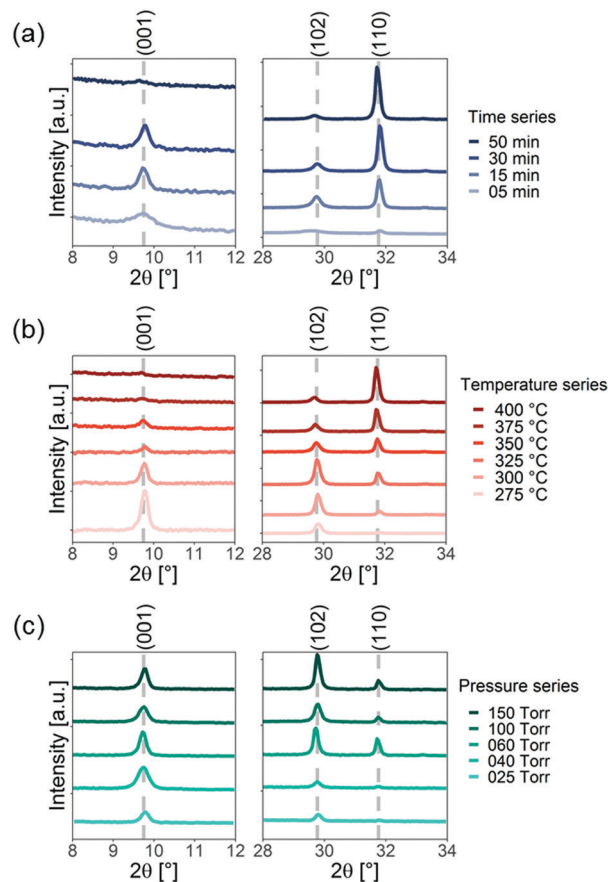 (a)
(001)
(102)
(110)
Intensity [a.u.]
8 9 10 11 12
2θ [°]
28 30 32 34
2θ [°]
Time series
50 min
30 min
15 min
05 min
(b)
(001)
(102)
(110)
Intensity [a.u.]
8 9 10 11 12
2θ [°]
28 30 32 34
2θ [°]
Temperature series
400 °C
375 °C
350 °C
325 °C
300 °C
275 °C
(c)
(001)
(102)
(110)
Intensity [a.u.]
8 9 10 11 12
2θ [°]
28 30 32 34
2θ [°]
Pressure series
150 Torr
100 Torr
060 Torr
040 Torr
025 Torr